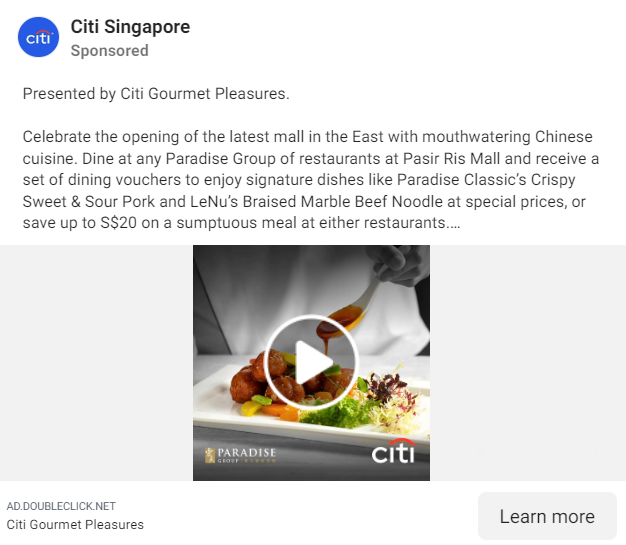 citi
Citi Singapore
Sponsored
Presented by Citi Gourmet Pleasures.
Celebrate the opening of the latest mall in the East with mouthwatering Chinese
cuisine. Dine at any Paradise Group of restaurants at Pasir Ris Mall and receive a
set of dining vouchers to enjoy signature dishes like Paradise Classic’s Crispy
Sweet & Sour Pork and LeNu’s Braised Marble Beef Noodle at special prices, or
save up to S$20 on a sumptuous meal at either restaurants....
PARADISE
GROUP
citi
AD.DOUBLECLICK.NET
Citi Gourmet Pleasures
Learn more